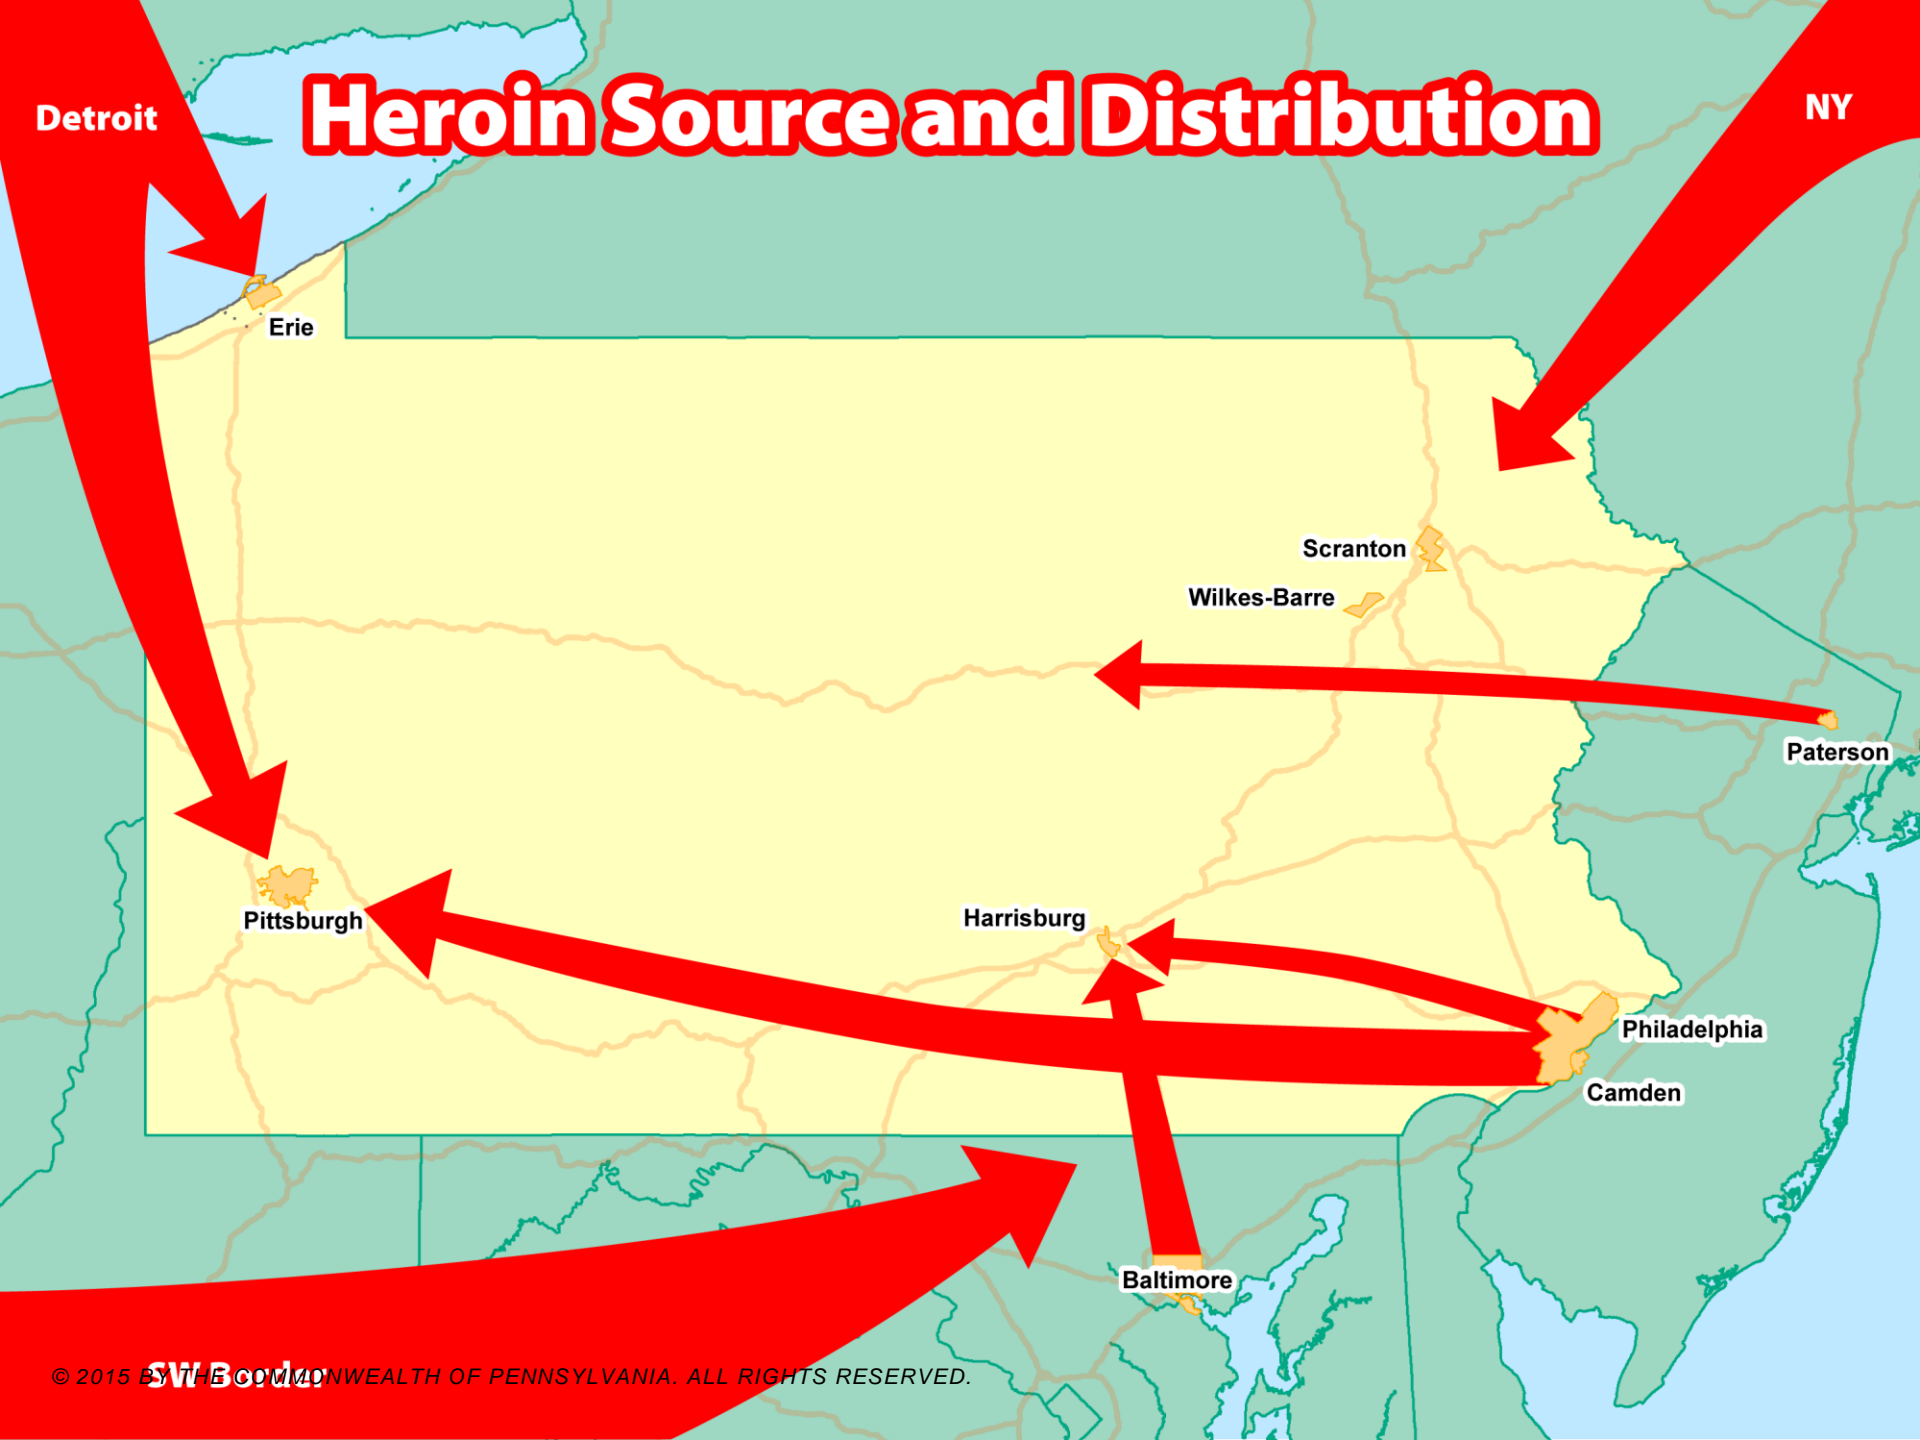 Heroin Source and Distribution
Detroit
NY
Erie
Scranton
Wilkes-Barre
Paterson
Pittsburgh
Harrisburg
Philadelphia
Camden
Baltimore
SW Border
© 2015 BY THE COMMONWEALTH OF PENNSYLVANIA. ALL RIGHTS RESERVED.